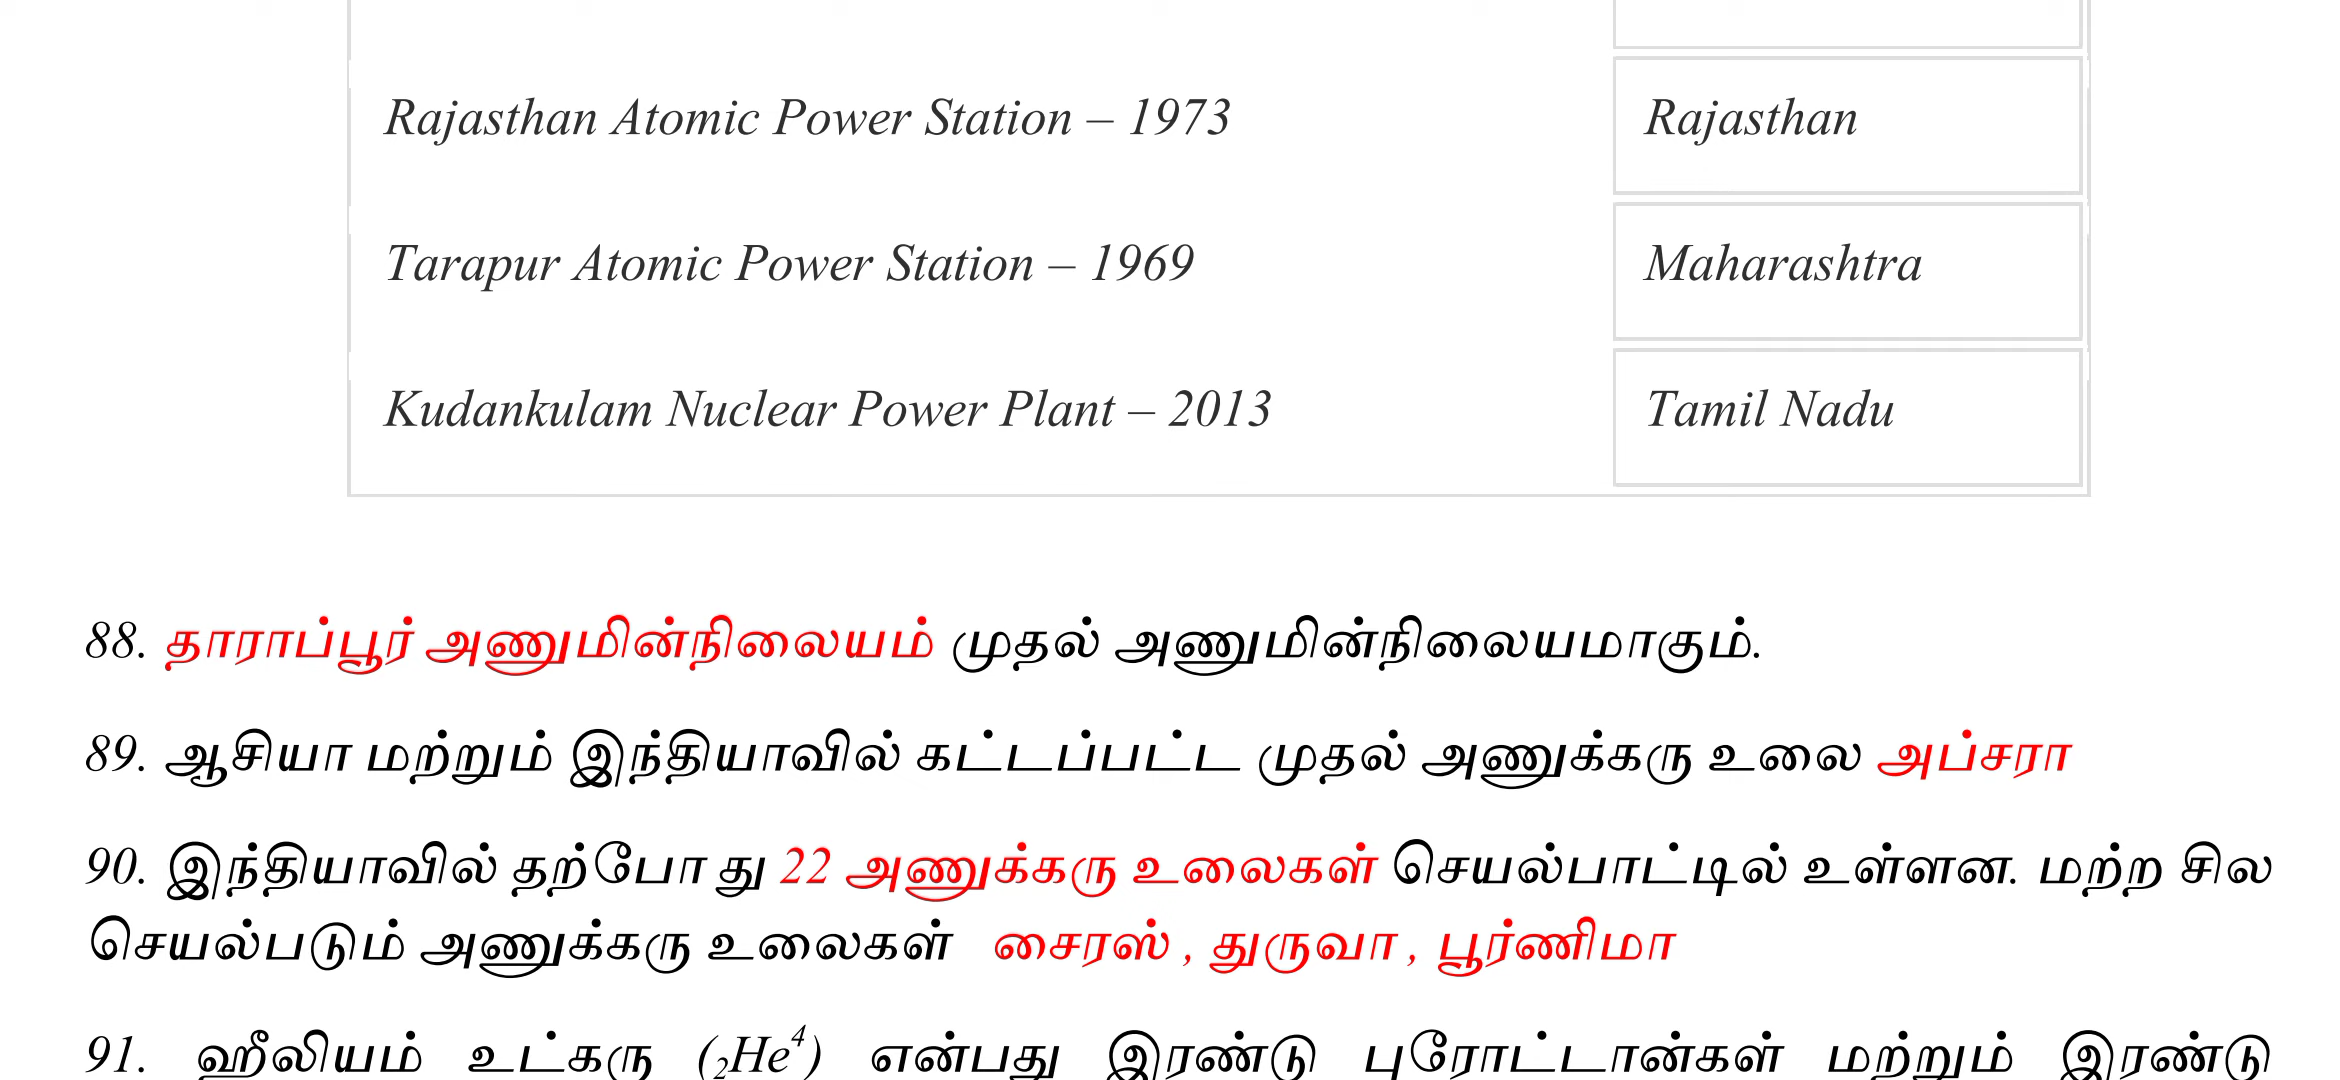 Rajasthan Atomic Power Station – 1973 Rajasthan
Tarapur Atomic Power Station – 1969 Maharashtra
Kudankulam Nuclear Power Plant – 2013 Tamil Nadu
88. தாராப்பூர் அணுமின்நிலையம் முதல் அணுமின்நிலையமாகும்.
89. ஆசியா மற்றும் இந்தியாவில் கட்டப்பட்ட முதல் அணுக்கரு உலை அப்சரா
90. இந்தியாவில் தற்போது 22 அணுக்கரு உலைகள் செயல்பாட்டில் உள்ளன. மற்ற சில
செயல்படும் அணுக்கரு உலைகள் சைரஸ் , துருவா , பூர்ணிமா
91. ஹீலியம் உட்கரு (₂He⁴) என்பது இரண்டு புரோட்டான்கள் மற்றும் இரண்டு